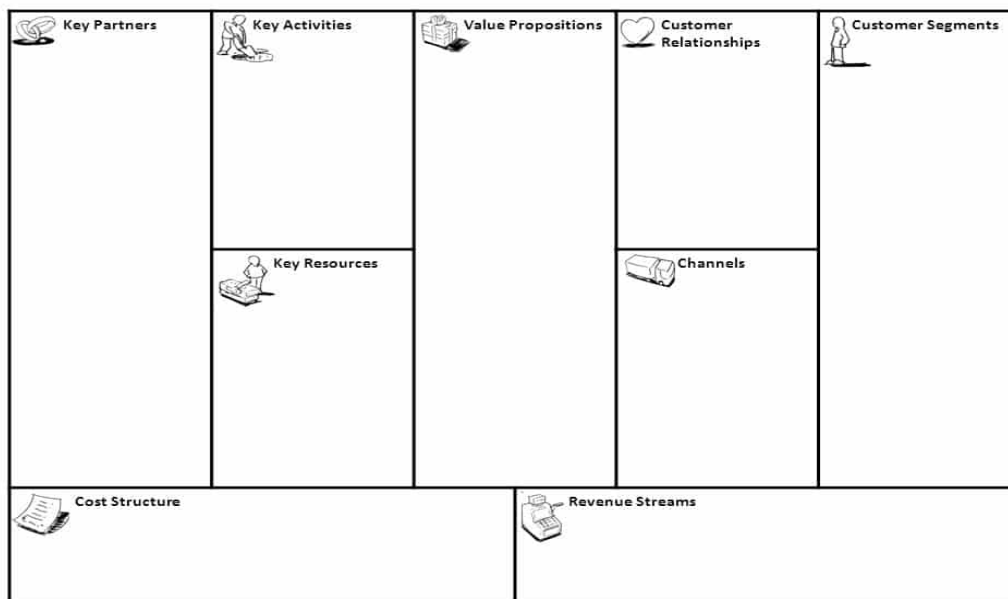 Key Partners
Key Activities
Value Propositions
Customer
Relationships
Customer Segments
Key Resources
Channels
Cost Structure
Revenue Streams